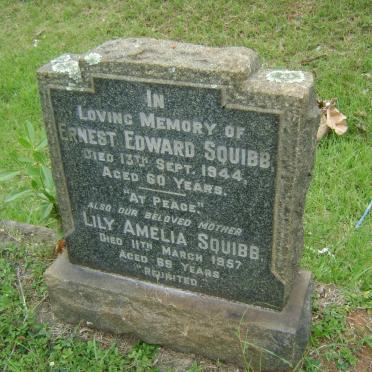 IN
LOVING MEMORY OF
ERNEST EDWARD SQUIBB
DIED 13TH SEPT. 1944,
AGED 60 YEARS.
"AT PEACE"
ALSO OUR BELOVED MOTHER
LILY AMELIA SQUIBB.
DIED 11TH MARCH 1957
AGED 69 YEARS.
"REUNITED"